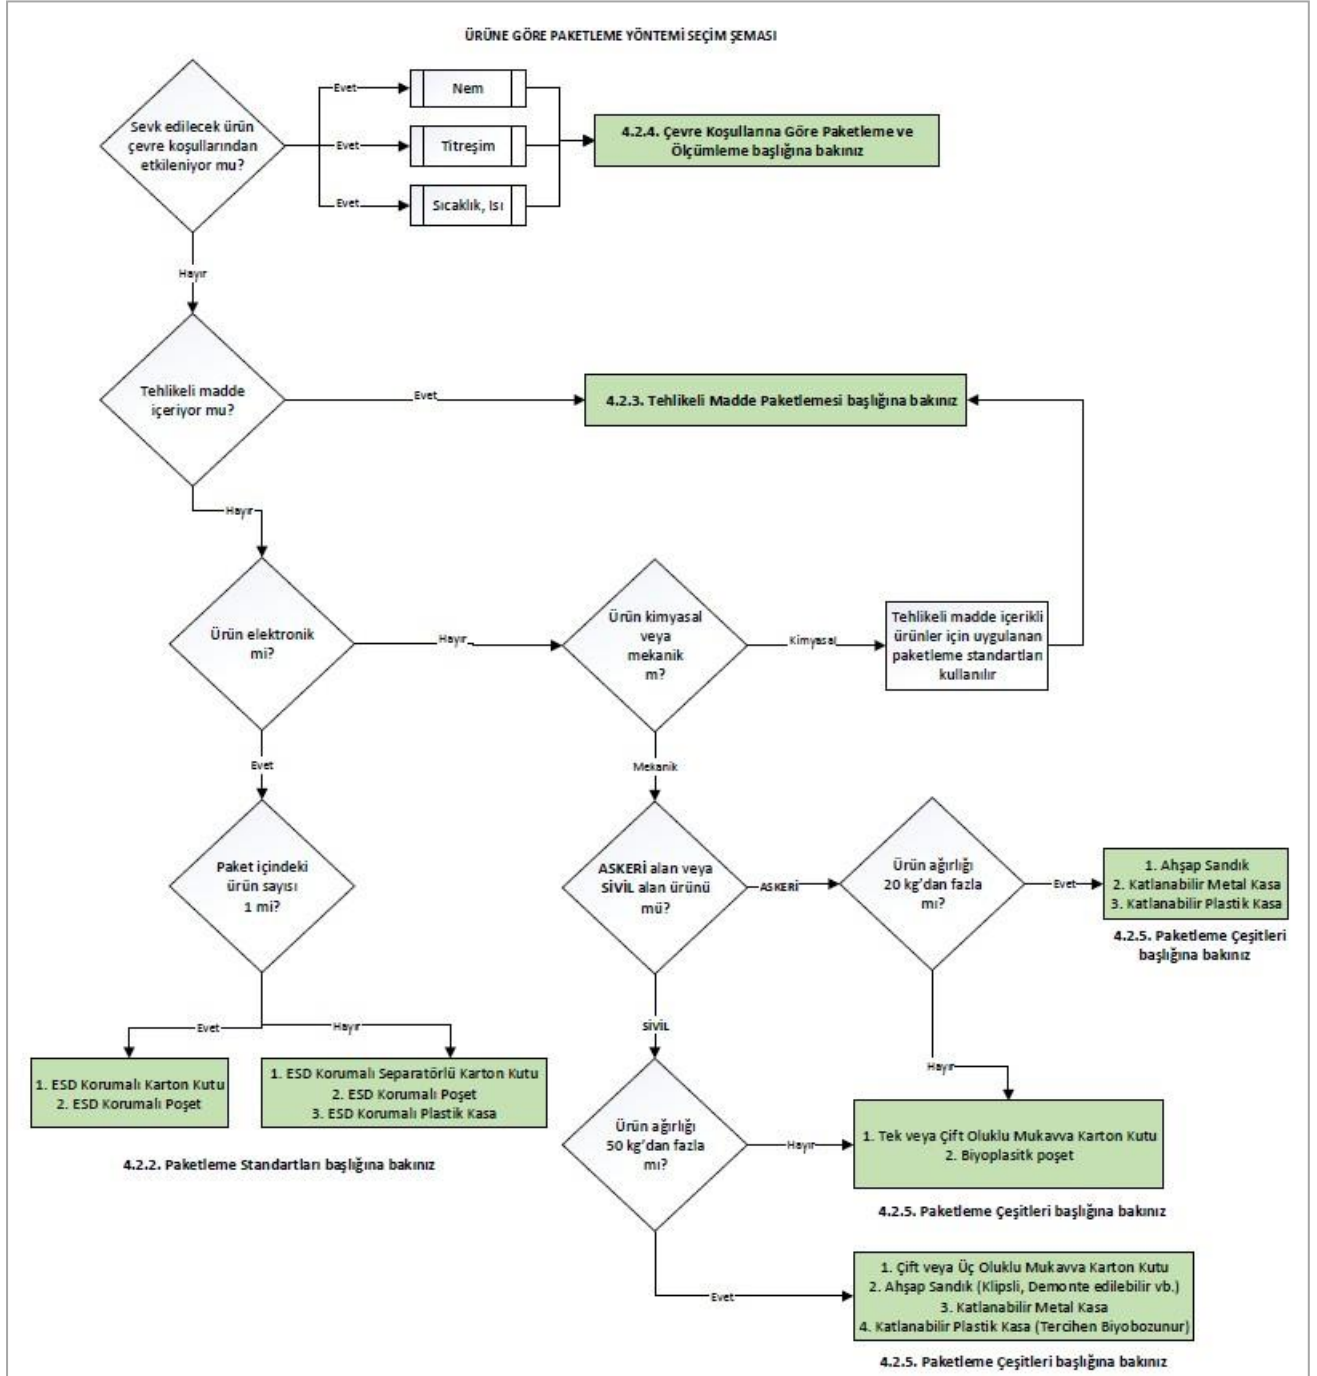 ÜRÜNE GÖRE PAKETLEME YÖNTEMİ SEÇİM ŞEMASI
Sevk edilecek ürün
çevre koşullarından
etkileniyor mu?
Evet
Nem
Evet
Titreşim
Evet
Sıcaklık, Isı
4.2.4. Çevre Koşullarına Göre Paketleme ve
Ölçümleme başlığına bakınız
Hayır
Tehlikeli madde
içeriyor mu?
Evet
4.2.3. Tehlikeli Madde Paketlemesi başlığına bakınız
Hayır
Ürün elektronik
mi?
Hayır
Ürün kimyasal
veya
mekanik
m?
Kimyasal
Tehlikeli madde içerikli
ürünler için uygulanan
paketleme standartları
kullanılır
Evet
Mekanik
Paket içindeki
ürün sayısı
1 mi?
ASKERİ alan veya
SİVİL alan ürünü
mü?
ASKERİ
Ürün ağırlığı
20 kg'dan fazla
mı?
Evet
1. Ahşap Sandık
2. Katlanabilir Metal Kasa
3. Katlanabilir Plastik Kasa
4.2.5. Paketleme Çeşitleri
başlığına bakınız
Evet
Hayır
SİVİL
Hayır
1. ESD Korumalı Karton Kutu
2. ESD Korumalı Poşet
1. ESD Korumalı Separatörlü Karton Kutu
2. ESD Korumalı Poşet
3. ESD Korumalı Plastik Kasa
4.2.2. Paketleme Standartları başlığına bakınız
Ürün ağırlığı
50 kg'dan fazla
mı?
Hayır
1. Tek veya Çift Oluklu Mukavva Karton Kutu
2. Biyoplasitk poşet
4.2.5. Paketleme Çeşitleri başlığına bakınız
Evet
1. Çift veya Üç Oluklu Mukavva Karton Kutu
2. Ahşap Sandık (Klipsli, Demonte edilebilir vb.)
3. Katlanabilir Metal Kasa
4. Katlanabilir Plastik Kasa (Tercihen Biyobozunur)
4.2.5. Paketleme Çeşitleri başlığına bakınız